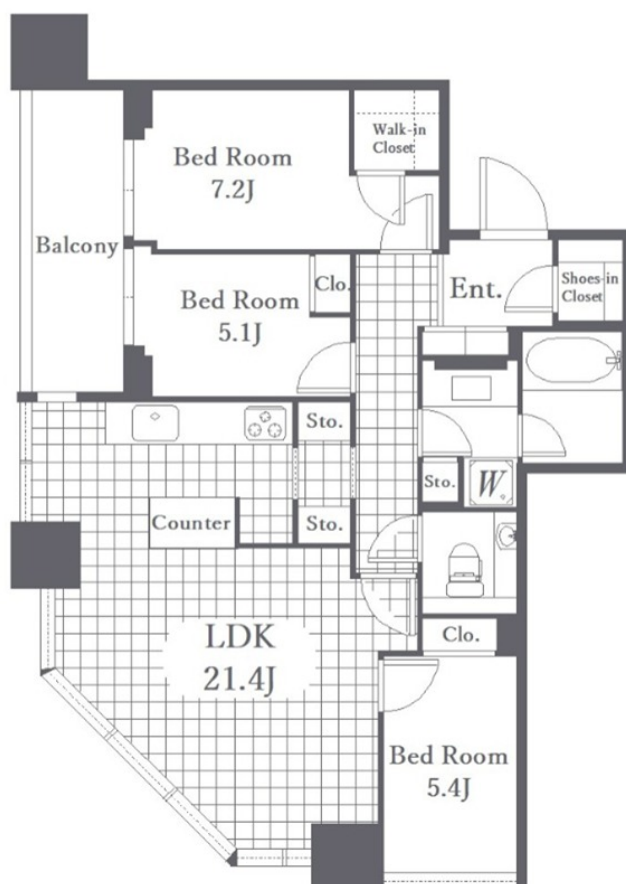 Walk-in
Closet
Bed Room
7.2J
Balcony
Clo.
Bed Room
5.1J
Ent.
Shoes-in
Closet
Sto.
Sto.
W
Counter
Sto.
LDK
21.4J
Clo.
Bed Room
5.4J